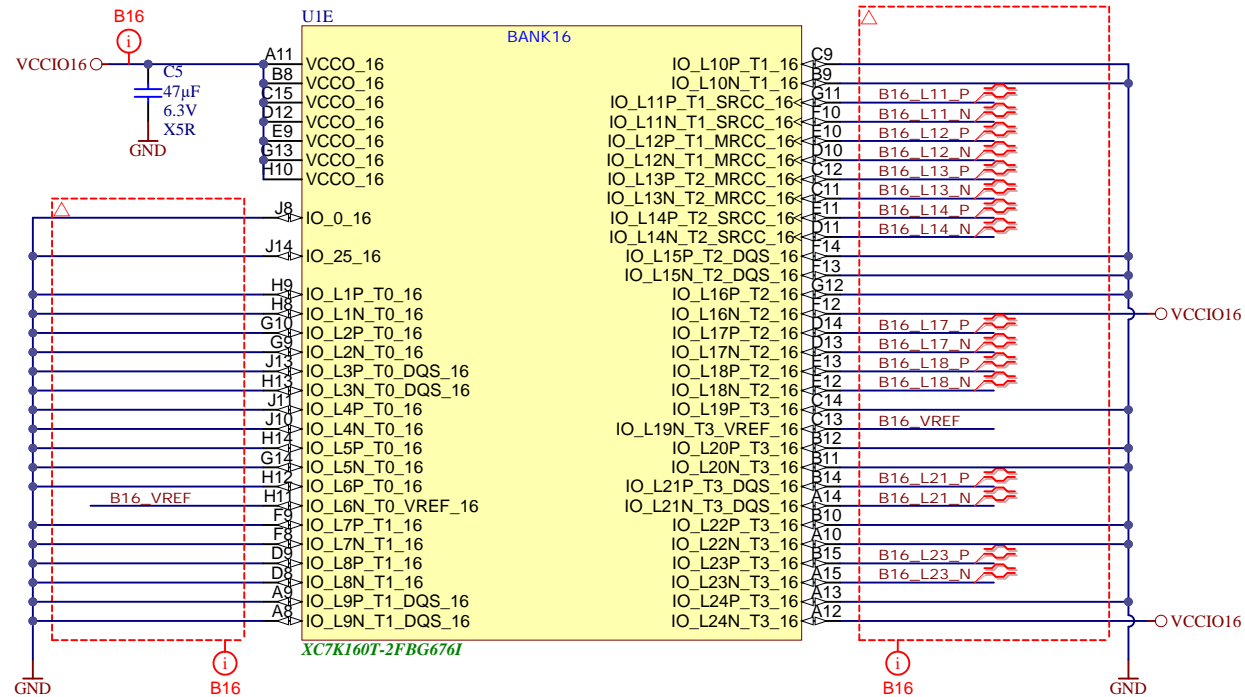 B16
i
VCCIO16
C5
47µF
6.3V
X5R
GND
U1E
BANK16
A11 VCCO_16
B8 VCCO_16
C15 VCCO_16
D12 VCCO_16
E9 VCCO_16
G13 VCCO_16
H10 VCCO_16
J8 IO_0_16
J14 IO_25_16
H9 IO_L1P_T0_16
H8 IO_L1N_T0_16
G10 IO_L2P_T0_16
G9 IO_L2N_T0_16
J13 IO_L3P_T0_DQS_16
H13 IO_L3N_T0_DQS_16
J11 IO_L4P_T0_16
J10 IO_L4N_T0_16
H14 IO_L5P_T0_16
G14 IO_L5N_T0_16
H12 IO_L6P_T0_16
B16_VREF H11 IO_L6N_T0_VREF_16
F9 IO_L7P_T1_16
F8 IO_L7N_T1_16
D9 IO_L8P_T1_16
D8 IO_L8N_T1_16
A9 IO_L9P_T1_DQS_16
A8 IO_L9N_T1_DQS_16
IO_L10P_T1_16 C9
IO_L10N_T1_16 B9
IO_L11P_T1_SRCC_16 G11 B16_L11_P
IO_L11N_T1_SRCC_16 F10 B16_L11_N
IO_L12P_T1_MRCC_16 E10 B16_L12_P
IO_L12N_T1_MRCC_16 D10 B16_L12_N
IO_L13P_T2_MRCC_16 C12 B16_L13_P
IO_L13N_T2_MRCC_16 C11 B16_L13_N
IO_L14P_T2_SRCC_16 E11 B16_L14_P
IO_L14N_T2_SRCC_16 D11 B16_L14_N
IO_L15P_T2_DQS_16 F14
IO_L15N_T2_DQS_16 F13
IO_L16P_T2_16 G12
IO_L16N_T2_16 F12 VCCIO16
IO_L17P_T2_16 D14 B16_L17_P
IO_L17N_T2_16 D13 B16_L17_N
IO_L18P_T2_16 E13 B16_L18_P
IO_L18N_T2_16 E12 B16_L18_N
IO_L19P_T3_16 C14
IO_L19N_T3_VREF_16 C13 B16_VREF
IO_L20P_T3_16 B12
IO_L20N_T3_16 B11
IO_L21P_T3_DQS_16 B14 B16_L21_P
IO_L21N_T3_DQS_16 A14 B16_L21_N
IO_L22P_T3_16 B10
IO_L22N_T3_16 A10
IO_L23P_T3_16 B15 B16_L23_P
IO_L23N_T3_16 A15 B16_L23_N
IO_L24P_T3_16 A13
IO_L24N_T3_16 A12 VCCIO16
XC7K160T-2FBG676I
GND
i
B16
i
B16
GND